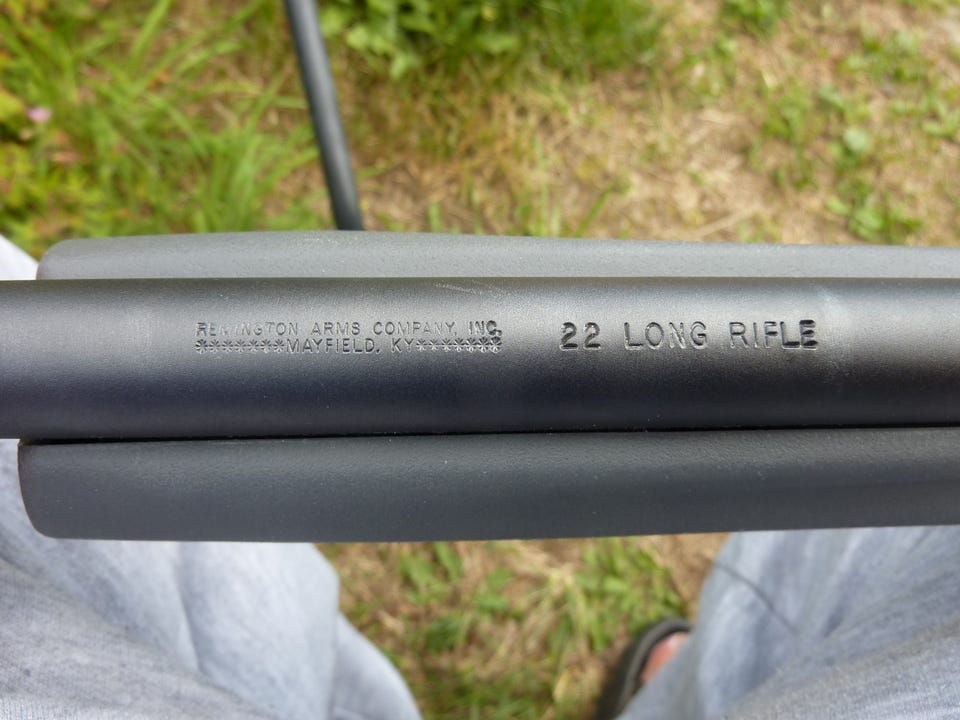 REMINGTON ARMS COMPANY, INC.
*******MAYFIELD, KY*******
22 LONG RIFLE